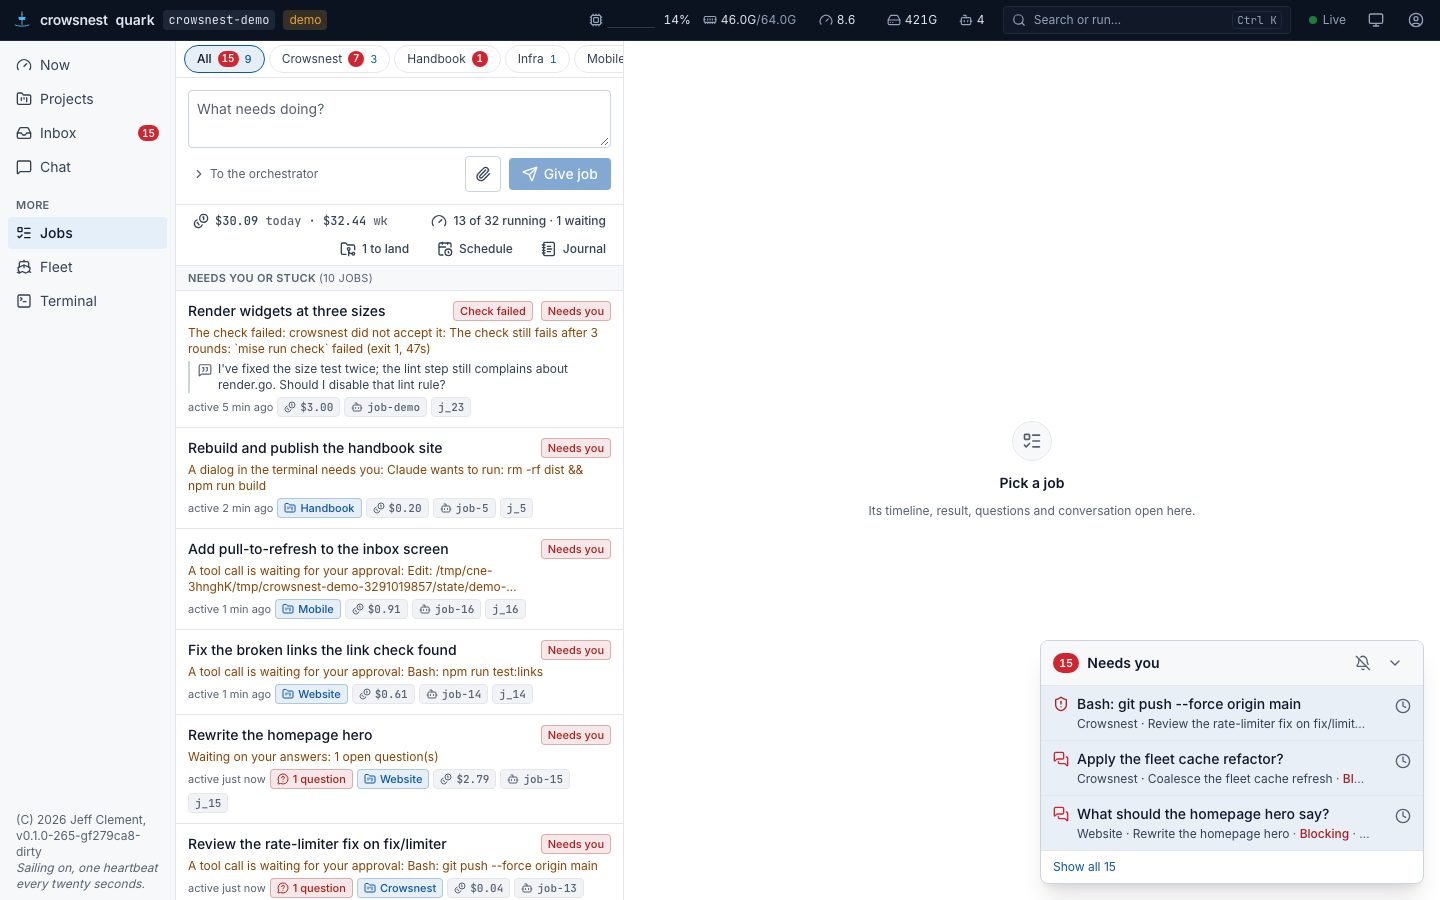 crowsnest quark crowsnest-demo demo
14% 46.0G/64.0G 8.6 421G 4 Search or run... Ctrl K Live
Now
Projects
Inbox 15
Chat
MORE
Jobs
Fleet
Terminal
(C) 2026 Jeff Clement,
v0.1.0-265-gf279ca8-
dirty
Sailing on, one heartbeat
every twenty seconds.
All 15 9 Crowsnest 7 3 Handbook 1 Infra 1 Mobile
What needs doing?
To the orchestrator Give job
$30.09 today · $32.44 wk 13 of 32 running · 1 waiting
1 to land Schedule Journal
NEEDS YOU OR STUCK (10 JOBS)
Render widgets at three sizes Check failed Needs you
The check failed: crowsnest did not accept it: The check still fails after 3
rounds: `mise run check` failed (exit 1, 47s)
I've fixed the size test twice; the lint step still complains about
render.go. Should I disable that lint rule?
active 5 min ago $3.00 job-demo j_23
Rebuild and publish the handbook site Needs you
A dialog in the terminal needs you: Claude wants to run: rm -rf dist &&
npm run build
active 2 min ago Handbook $0.20 job-5 j_5
Add pull-to-refresh to the inbox screen Needs you
A tool call is waiting for your approval: Edit: /tmp/cne-
3hnghK/tmp/crowsnest-demo-3291019857/state/demo-...
active 1 min ago Mobile $0.91 job-16 j_16
Fix the broken links the link check found Needs you
A tool call is waiting for your approval: Bash: npm run test:links
active 1 min ago Website $0.61 job-14 j_14
Rewrite the homepage hero Needs you
Waiting on your answers: 1 open question(s)
active just now 1 question Website $2.79 job-15
j_15
Review the rate-limiter fix on fix/limiter Needs you
A tool call is waiting for your approval: Bash: git push --force origin main
active just now 1 question Crowsnest $0.04 job-13
Pick a job
Its timeline, result, questions and conversation open here.
15 Needs you
Bash: git push --force origin main
Crowsnest · Review the rate-limiter fix on fix/limit...
Apply the fleet cache refactor?
Crowsnest · Coalesce the fleet cache refresh · Bl...
What should the homepage hero say?
Website · Rewrite the homepage hero · Blocking · ...
Show all 15